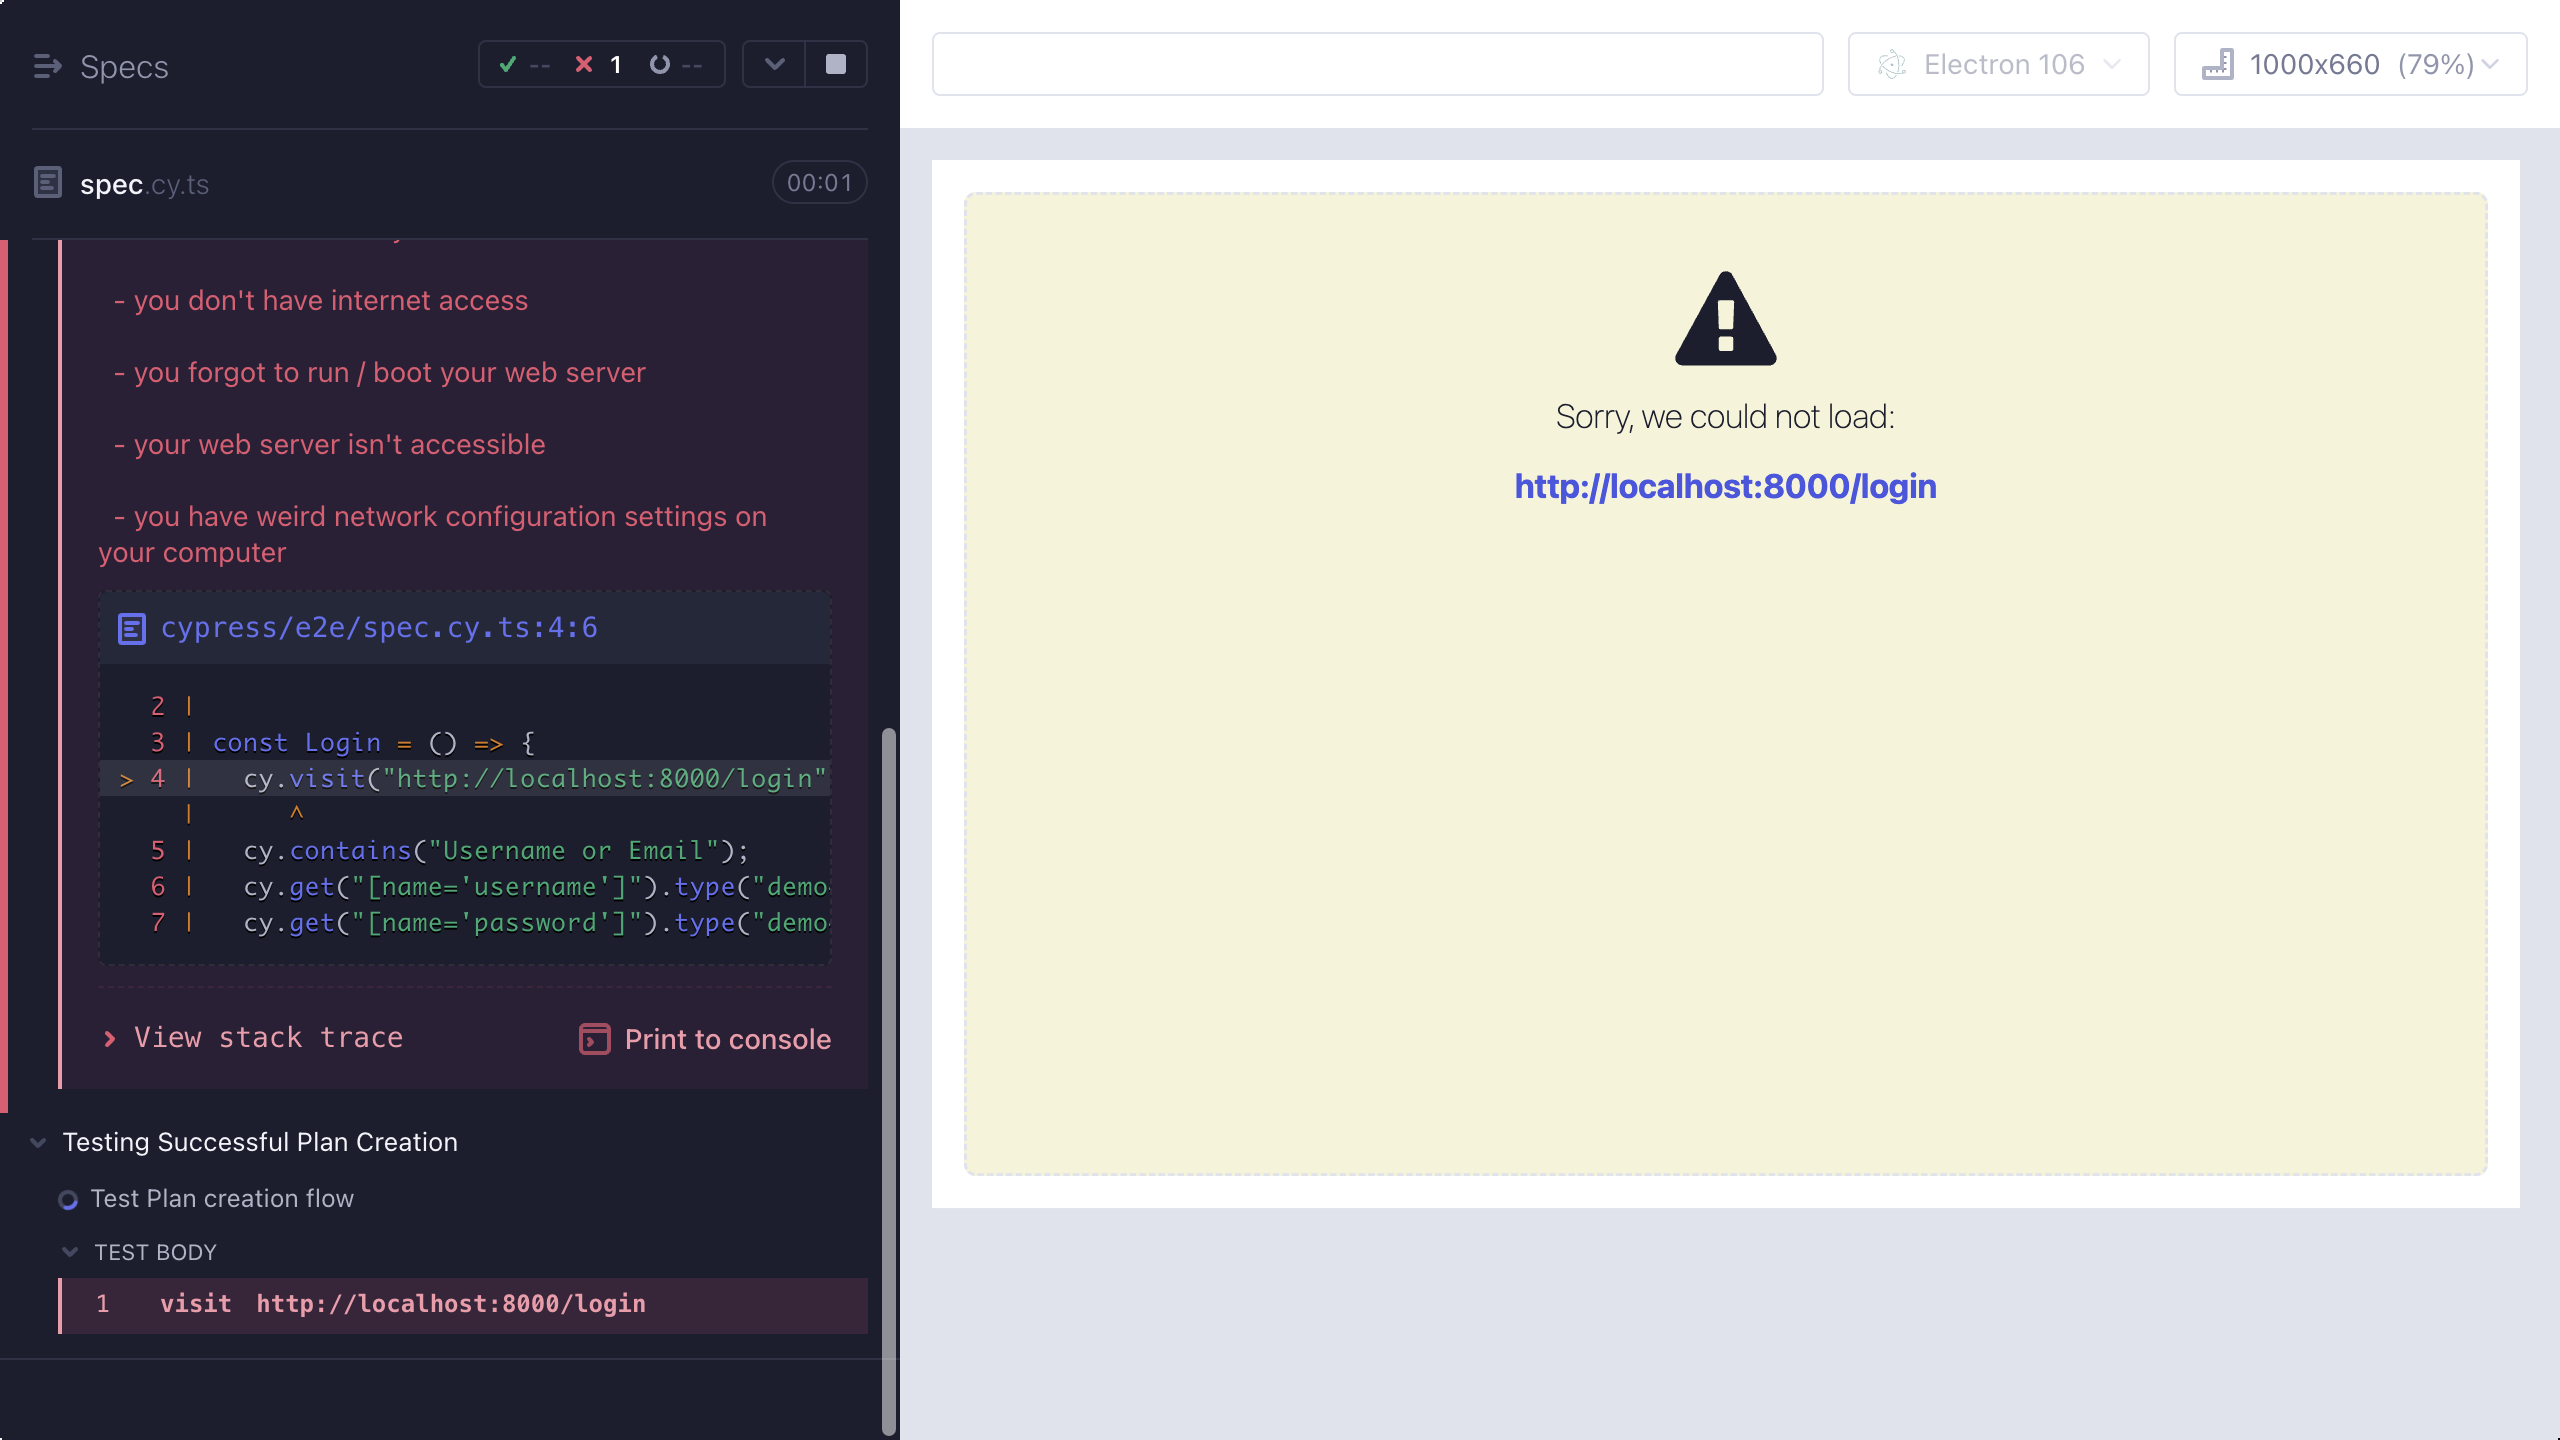 Specs
-- 1 --
spec.cy.ts
00:01
- you don't have internet access
- you forgot to run / boot your web server
- your web server isn't accessible
- you have weird network configuration settings on
your computer
cypress/e2e/spec.cy.ts:4:6
2 |
3 | const Login = () => {
> 4 | cy.visit("http://localhost:8000/login"
| ^
5 | cy.contains("Username or Email");
6 | cy.get("[name='username']").type("demo
7 | cy.get("[name='password']").type("demo
View stack trace
Print to console
Testing Successful Plan Creation
Test Plan creation flow
TEST BODY
1 visit http://localhost:8000/login
Electron 106
1000x660 (79%)
Sorry, we could not load:
http://localhost:8000/login